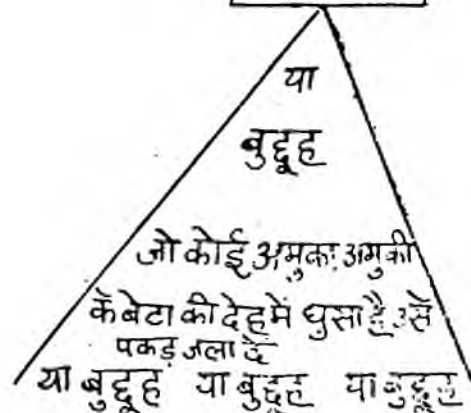 या
बुद्दूह
जो कोई अमुक अमुकी
के बेटा की देह में घुसा है उसे
पकड़ जला दे
या बुद्दूह या बुद्दूह या बुद्दूह